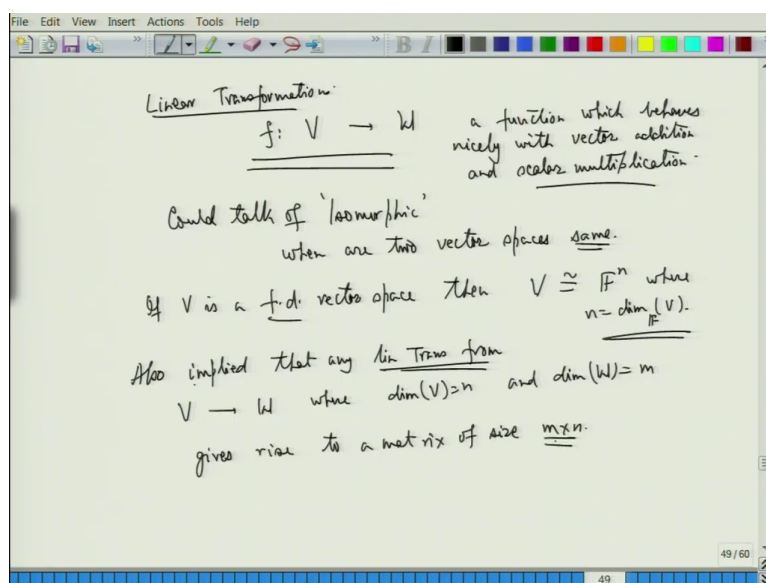 File Edit View Insert Actions Tools Help
B I
Linear Transformation.
f: V → W
a function which behaves
nicely with vector addition
and scalar multiplication.
Could talk of 'Isomorphic'
when are two vector spaces same.
If V is a f.d. vector space then V ≅ 𝔽ⁿ where
n = dim_𝔽(V).
Also implied that any lin Trans from
V → W where dim(V)=n and dim(W)=m
gives rise to a matrix of size m×n.
49 / 60
49